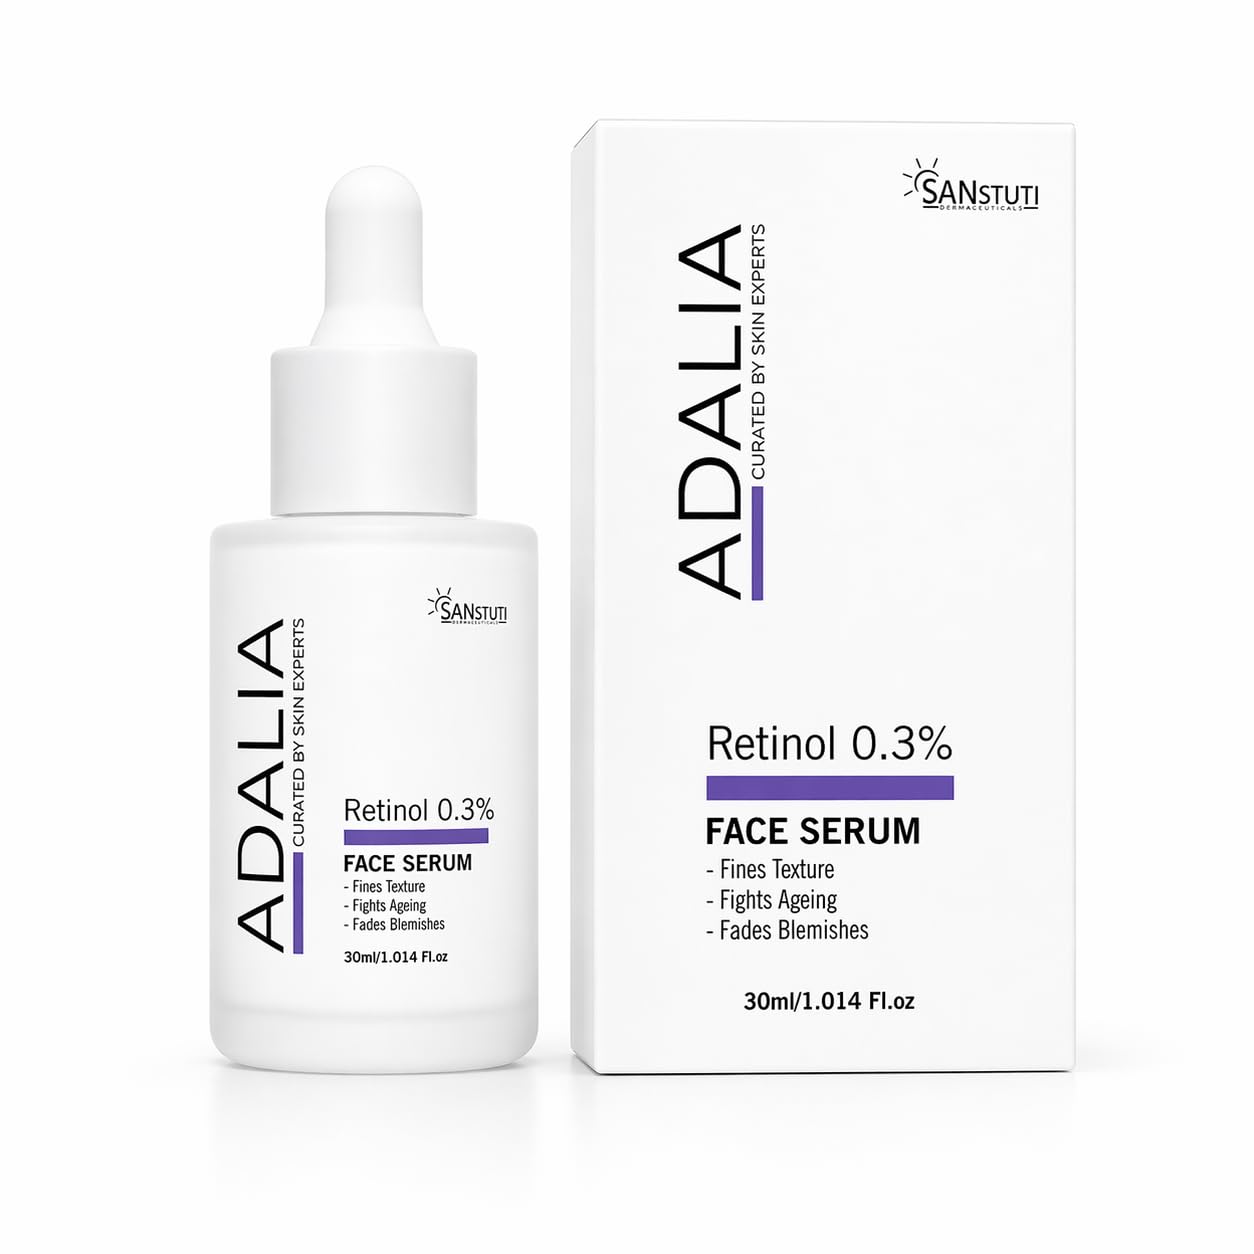 SANSTUTI
DERMACEUTICALS
ADALIA
CURATED BY SKIN EXPERTS
Retinol 0.3%
FACE SERUM
- Fines Texture
- Fights Ageing
- Fades Blemishes
30ml/1.014 Fl.oz
SANSTUTI
DERMACEUTICALS
ADALIA
CURATED BY SKIN EXPERTS
Retinol 0.3%
FACE SERUM
- Fines Texture
- Fights Ageing
- Fades Blemishes
30ml/1.014 Fl.oz